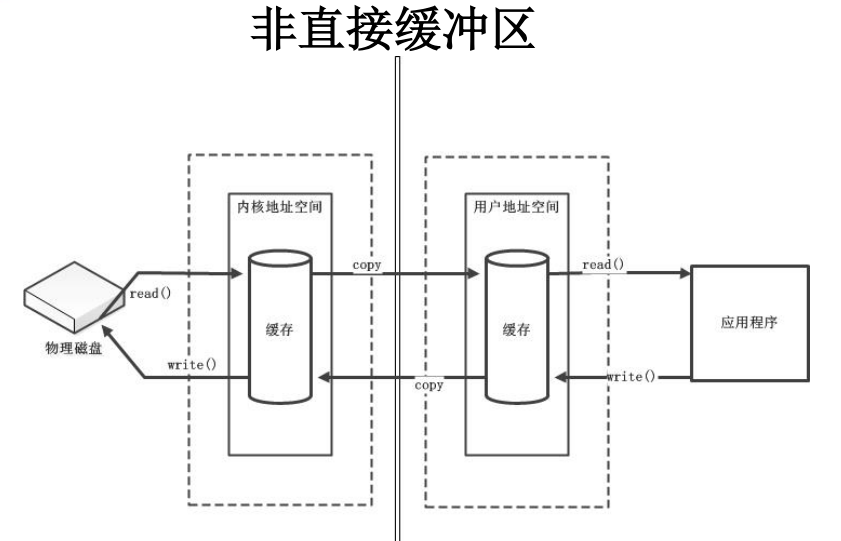 非直接缓冲区
内核地址空间
用户地址空间
copy
read()
read()
缓存
缓存
应用程序
物理磁盘
write()
copy
write()